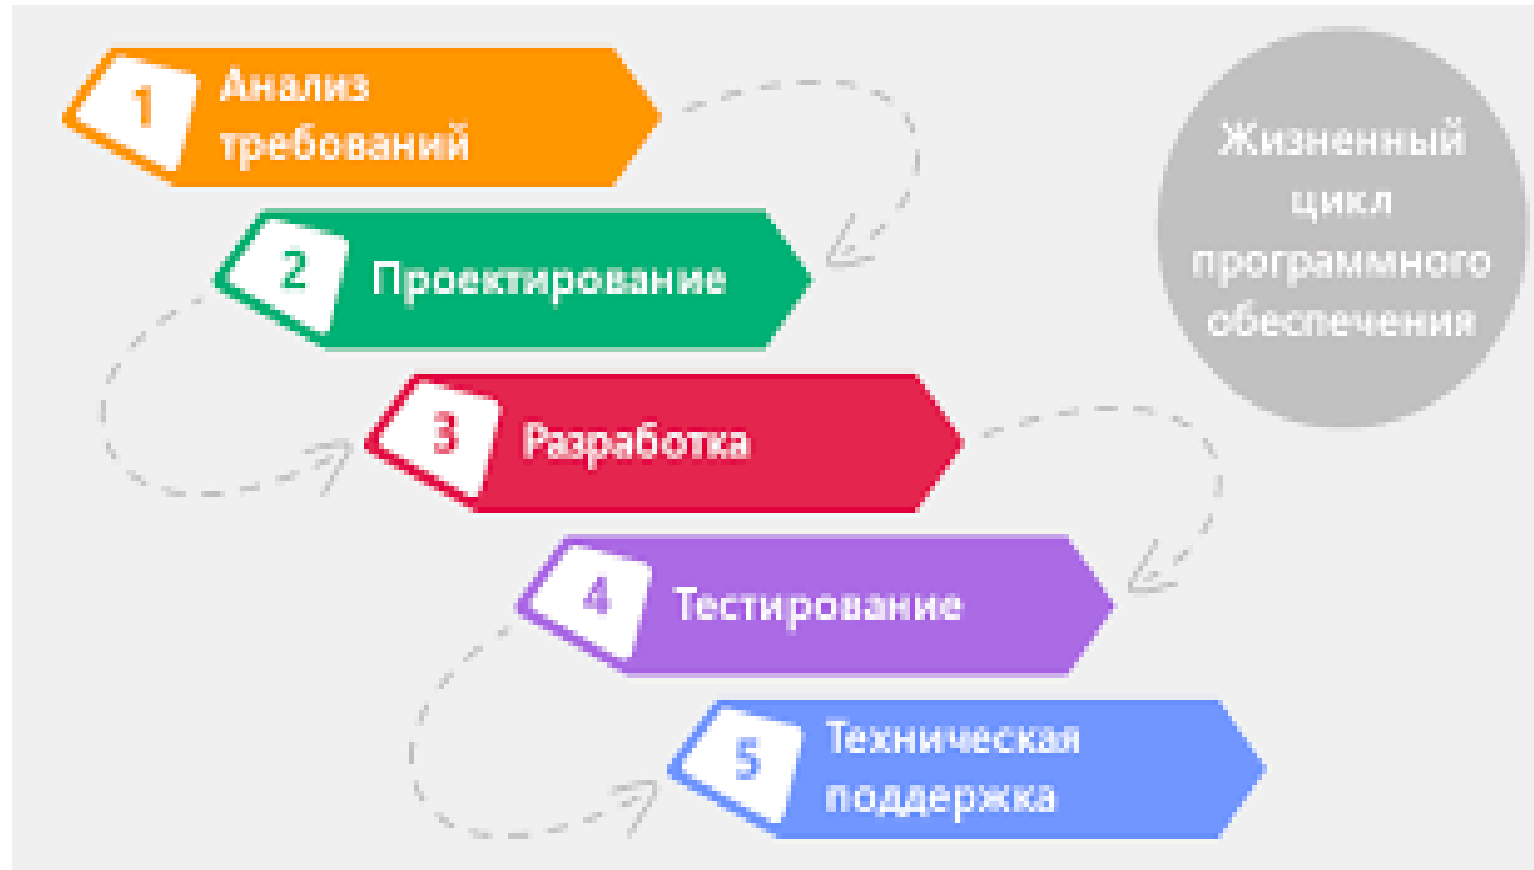 1
Анализ
требований
2
Проектирование
3
Разработка
4
Тестирование
5
Техническая
поддержка
Жизненный
цикл
программного
обеспечения